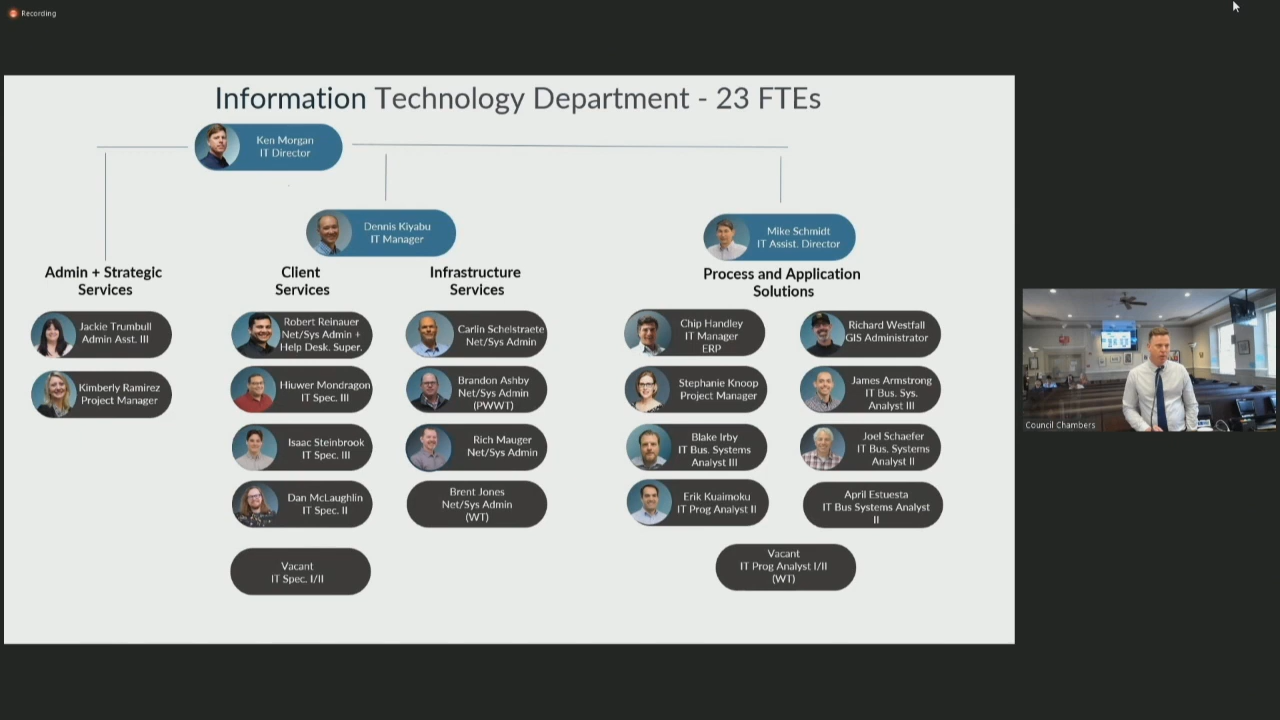 Recording
Information Technology Department - 23 FTEs
Ken Morgan
IT Director
Dennis Kiyabu
IT Manager
Mike Schmidt
IT Assist. Director
Admin + Strategic
Services
Jackie Trumbull
Admin Asst. III
Kimberly Ramirez
Project Manager
Client
Services
Robert Reinauer
Net/Sys Admin +
Help Desk. Super.
Hiuwer Mondragon
IT Spec. III
Isaac Steinbrook
IT Spec. III
Dan McLaughlin
IT Spec. II
Vacant
IT Spec. I/II
Infrastructure
Services
Carlin Schelstraete
Net/Sys Admin
Brandon Ashby
Net/Sys Admin
(PWWT)
Rich Mauger
Net/Sys Admin
Brent Jones
Net/Sys Admin
(WT)
Process and Application
Solutions
Chip Handley
IT Manager
ERP
Stephanie Knoop
Project Manager
Blake Irby
IT Bus. Systems
Analyst III
Erik Kuaimoku
IT Prog Analyst II
Richard Westfall
GIS Administrator
James Armstrong
IT Bus. Sys.
Analyst III
Joel Schaefer
IT Bus. Systems
Analyst II
April Estuesta
IT Bus Systems Analyst
II
Vacant
IT Prog Analyst I/II
(WT)
Council Chambers